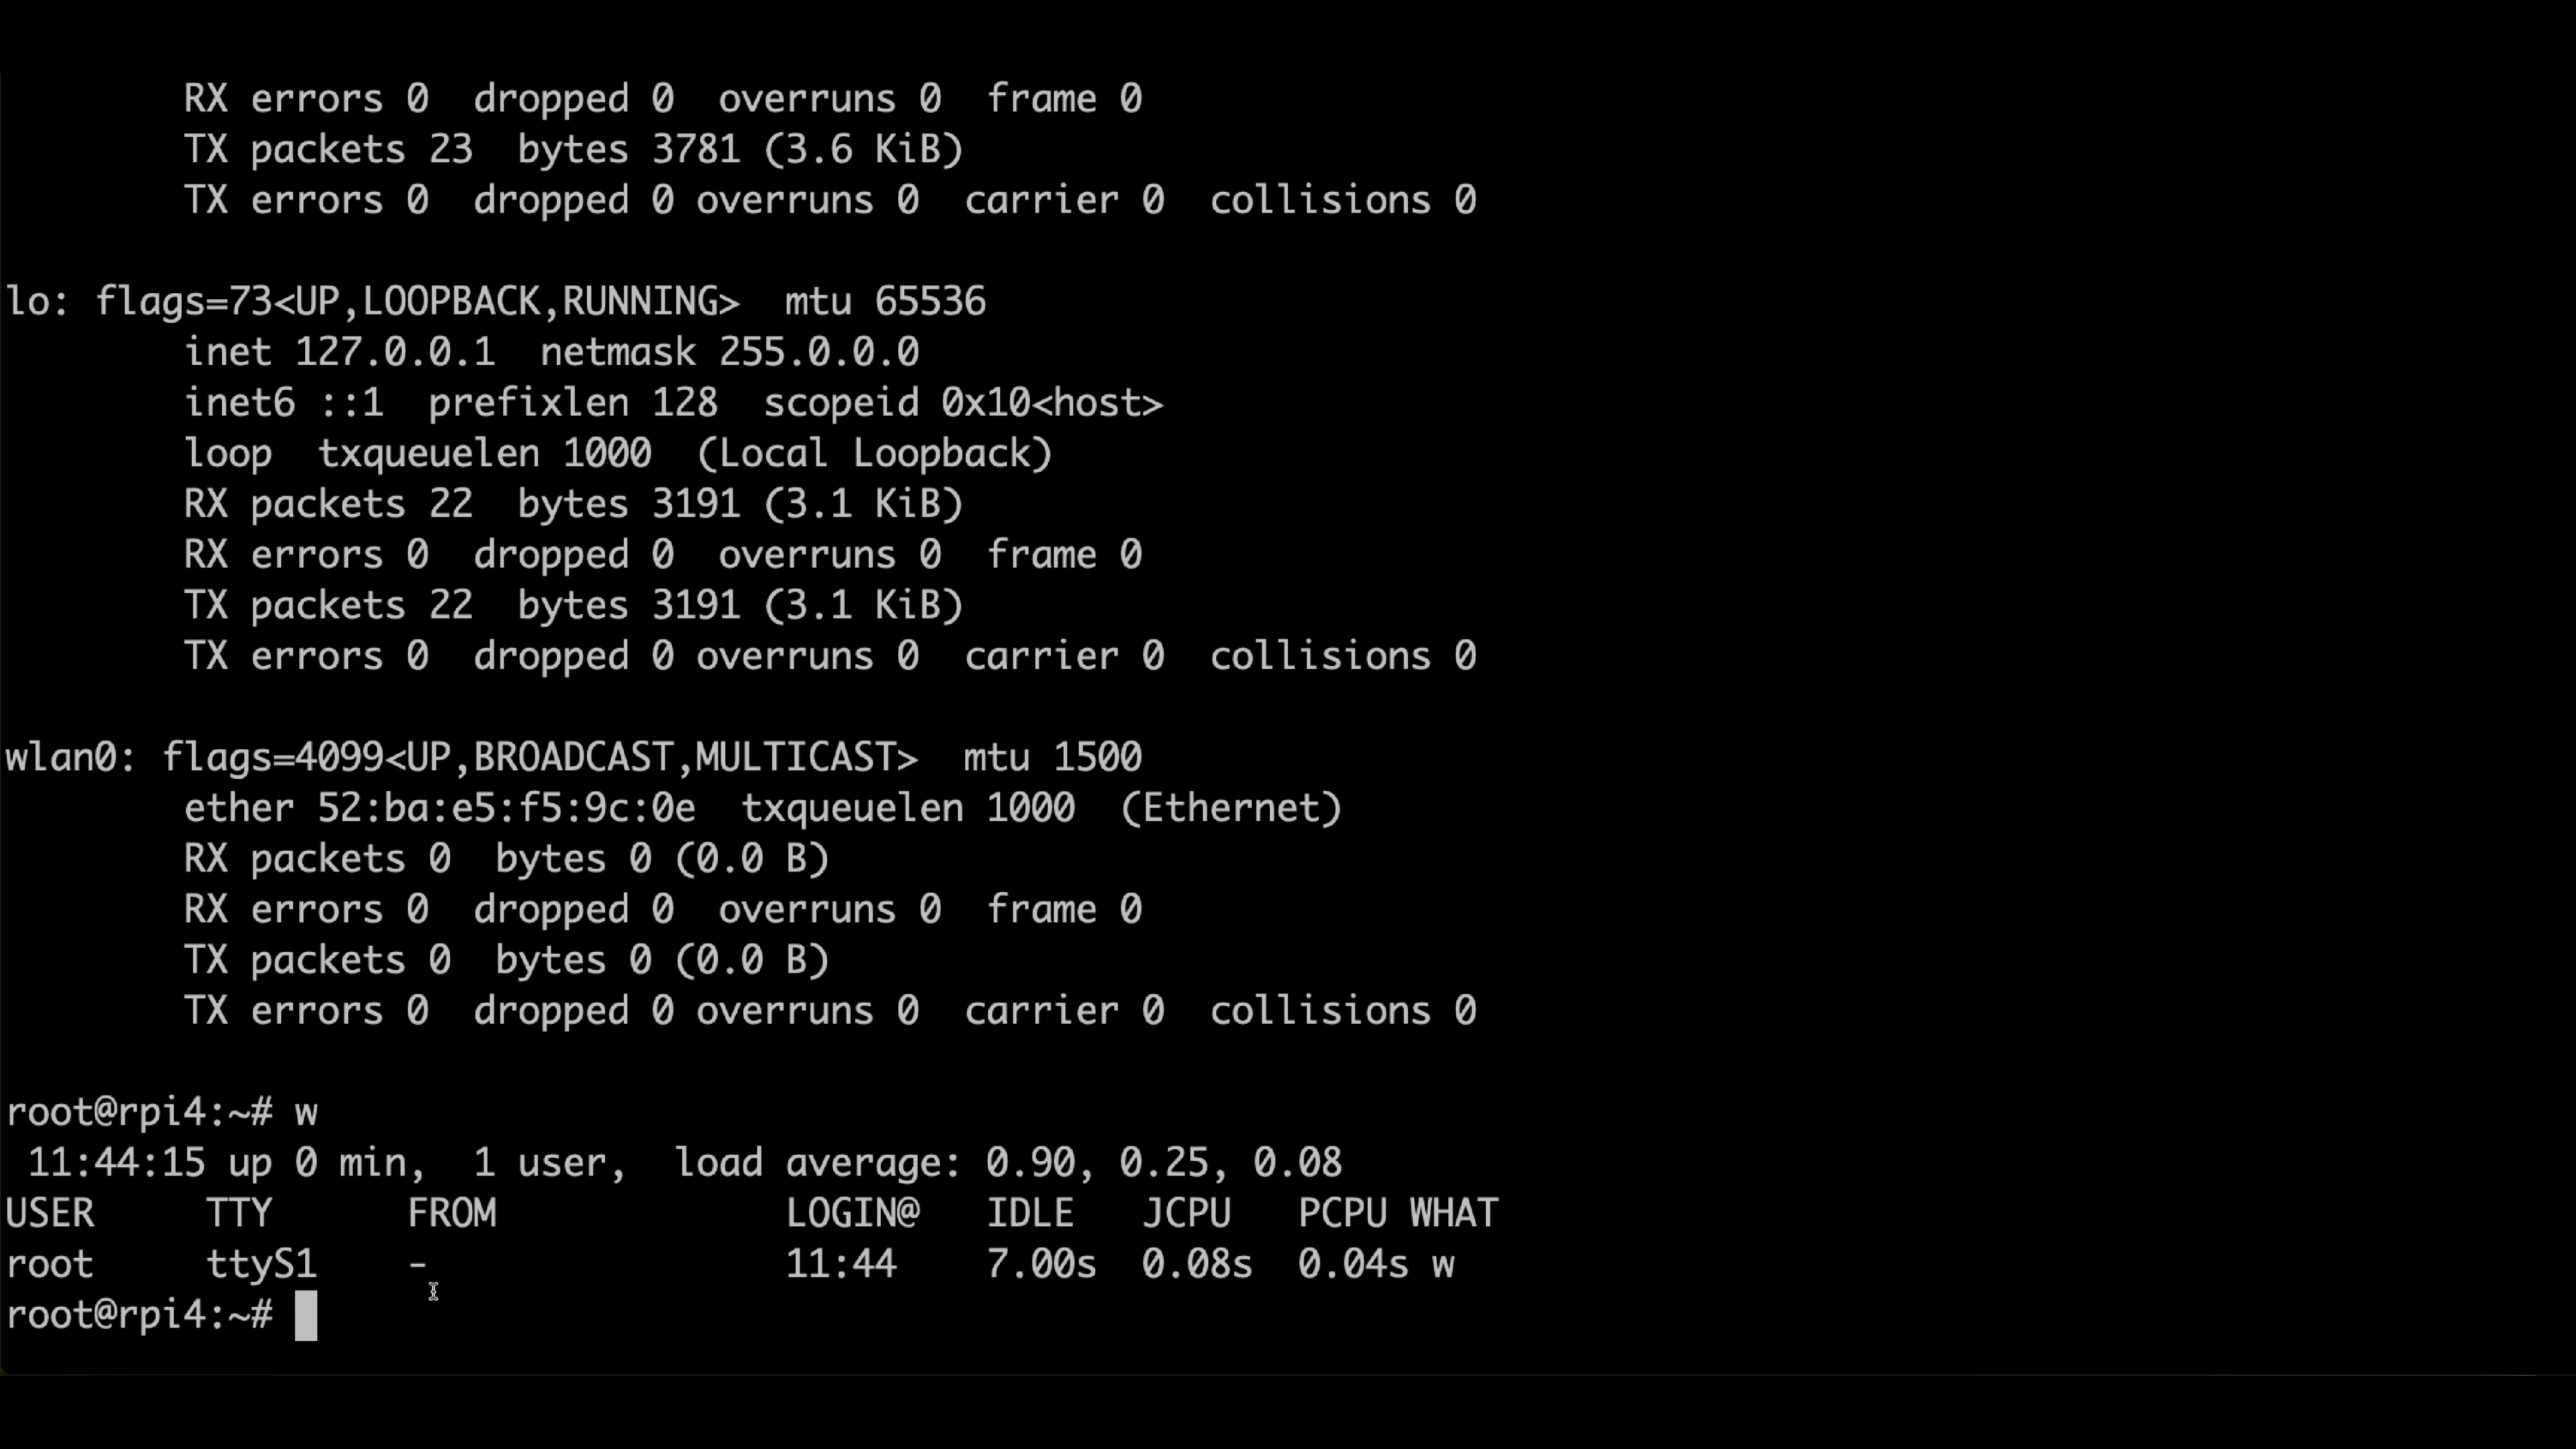 RX errors 0  dropped 0  overruns 0  frame 0
TX packets 23  bytes 3781 (3.6 KiB)
TX errors 0  dropped 0 overruns 0  carrier 0  collisions 0
lo: flags=73<UP,LOOPBACK,RUNNING>  mtu 65536
inet 127.0.0.1  netmask 255.0.0.0
inet6 ::1  prefixlen 128  scopeid 0x10<host>
loop  txqueuelen 1000  (Local Loopback)
RX packets 22  bytes 3191 (3.1 KiB)
RX errors 0  dropped 0  overruns 0  frame 0
TX packets 22  bytes 3191 (3.1 KiB)
TX errors 0  dropped 0 overruns 0  carrier 0  collisions 0
wlan0: flags=4099<UP,BROADCAST,MULTICAST>  mtu 1500
ether 52:ba:e5:f5:9c:0e  txqueuelen 1000  (Ethernet)
RX packets 0  bytes 0 (0.0 B)
RX errors 0  dropped 0  overruns 0  frame 0
TX packets 0  bytes 0 (0.0 B)
TX errors 0  dropped 0 overruns 0  carrier 0  collisions 0
root@rpi4:~# w
11:44:15 up 0 min,  1 user,  load average: 0.90, 0.25, 0.08
USER     TTY      FROM             LOGIN@   IDLE   JCPU   PCPU WHAT
root     ttyS1    -                11:44    7.00s  0.08s  0.04s w
root@rpi4:~#